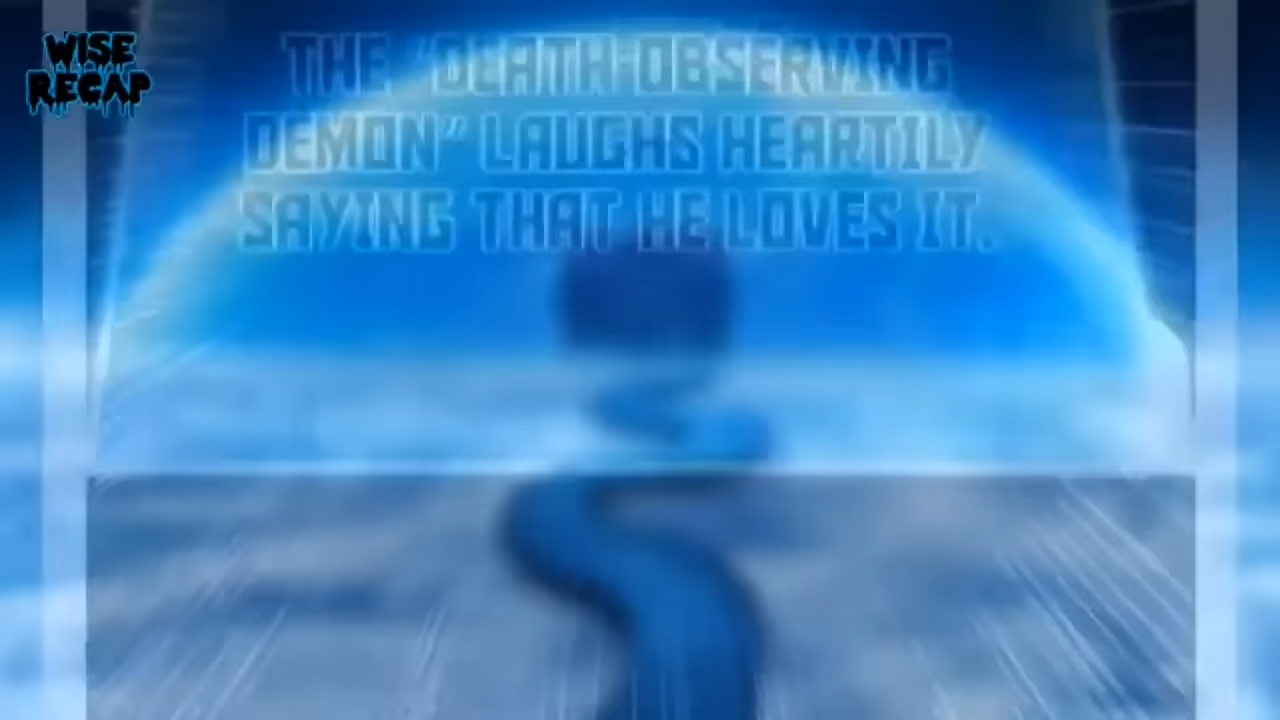 WISE
RECAP
THE "DEATH-OBSERVING
DEMON" LAUGHS HEARTILY
SAYING THAT HE LOVES IT.